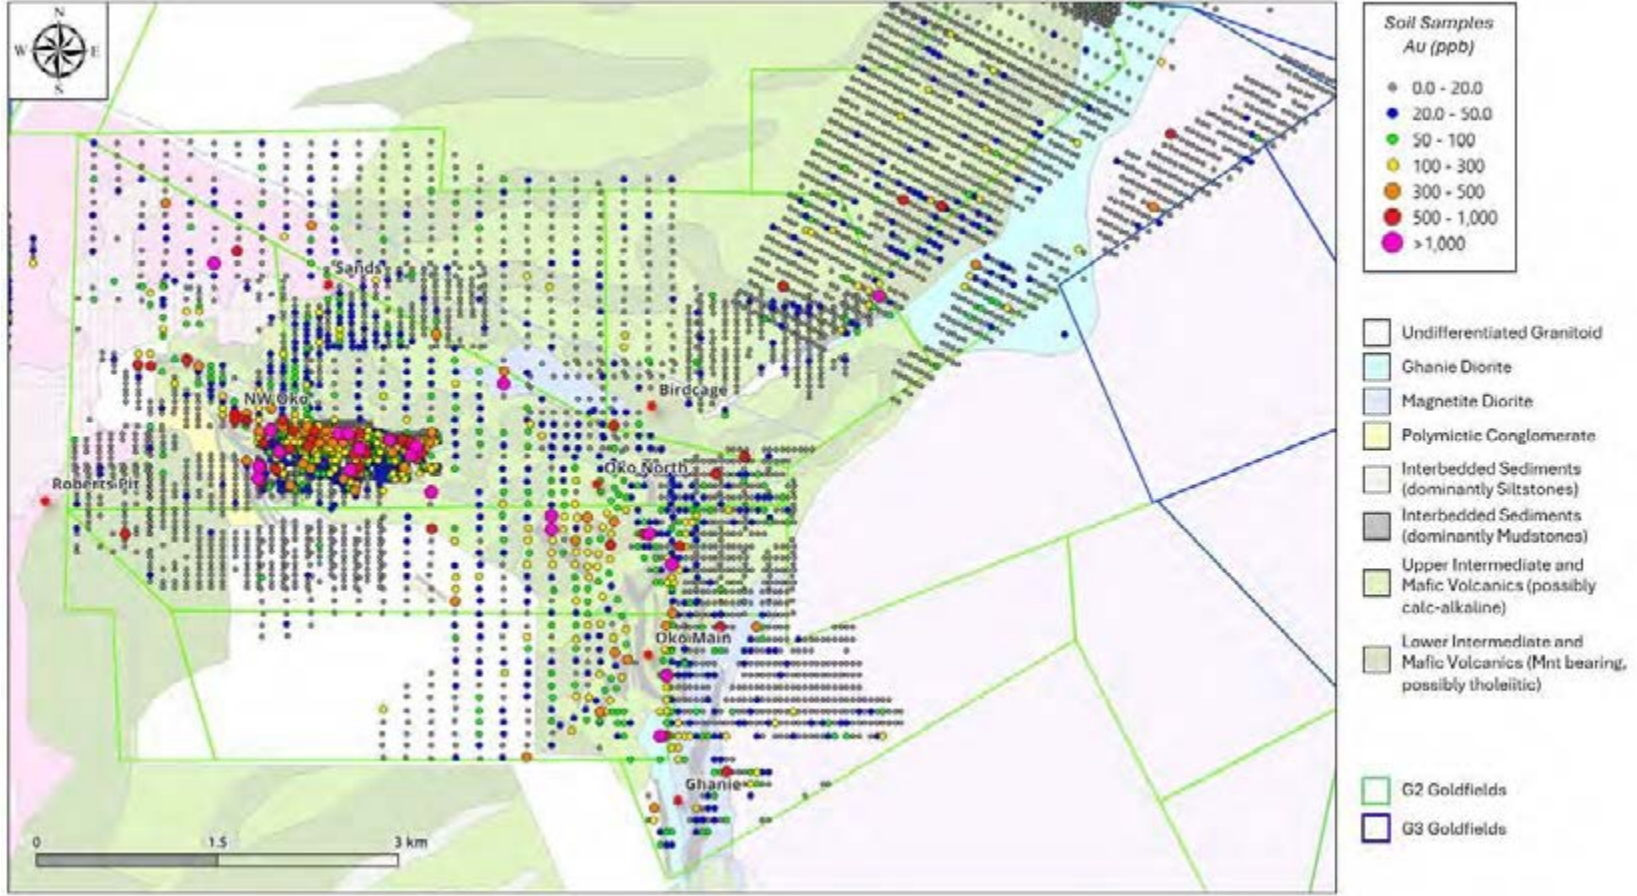 N
W E
S
Soil Samples
Au (ppb)
0.0 - 20.0
20.0 - 50.0
50 - 100
100 - 300
300 - 500
500 - 1,000
>1,000
Sands
NW Oko
Birdcage
Oko North
Roberts Pit
Oko Main
Ghanie
0 1.5 3 km
Undifferentiated Granitoid
Ghanie Diorite
Magnetite Diorite
Polymictic Conglomerate
Interbedded Sediments
(dominantly Siltstones)
Interbedded Sediments
(dominantly Mudstones)
Upper Intermediate and
Mafic Volcanics (possibly
calc-alkaline)
Lower Intermediate and
Mafic Volcanics (Mnt bearing,
possibly tholeiitic)
G2 Goldfields
G3 Goldfields